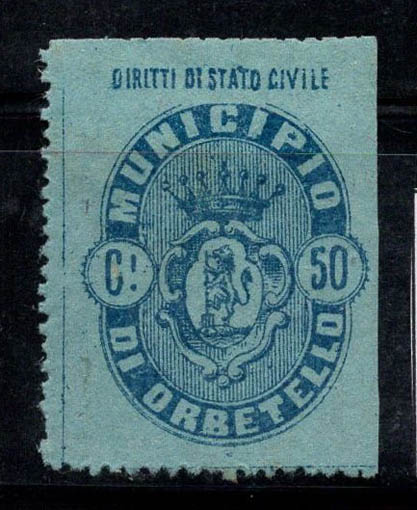 DIRITTI DI STATO CIVILE
MUNICIPIO
C! 50
DI ORBETELLO